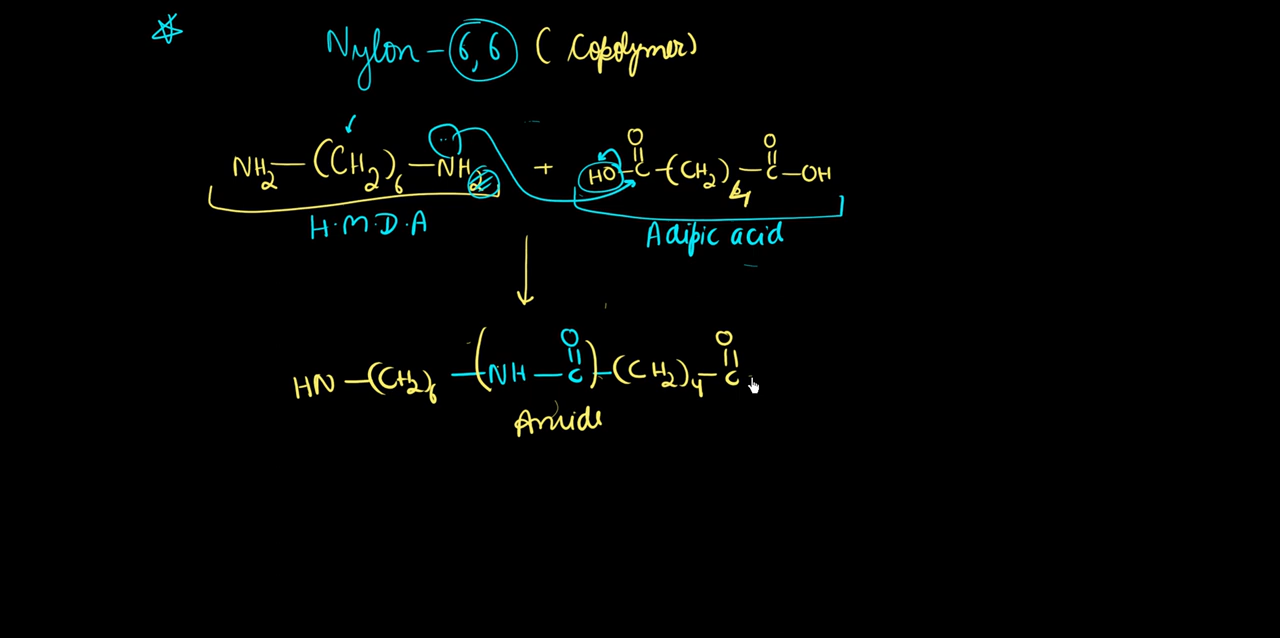 Nylon - 6,6 (Copolymer)
NH2 — (CH2)6 — NH2 + HO — C — (CH2)4 — C — OH
O O
H.M.D.A Adipic acid
O O
HN — (CH2)6 — (NH — C) — (CH2)4 — C
Amide